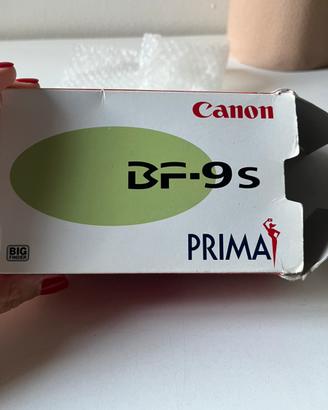 Canon
BF-9s
PRIMA
BIG
FINDER